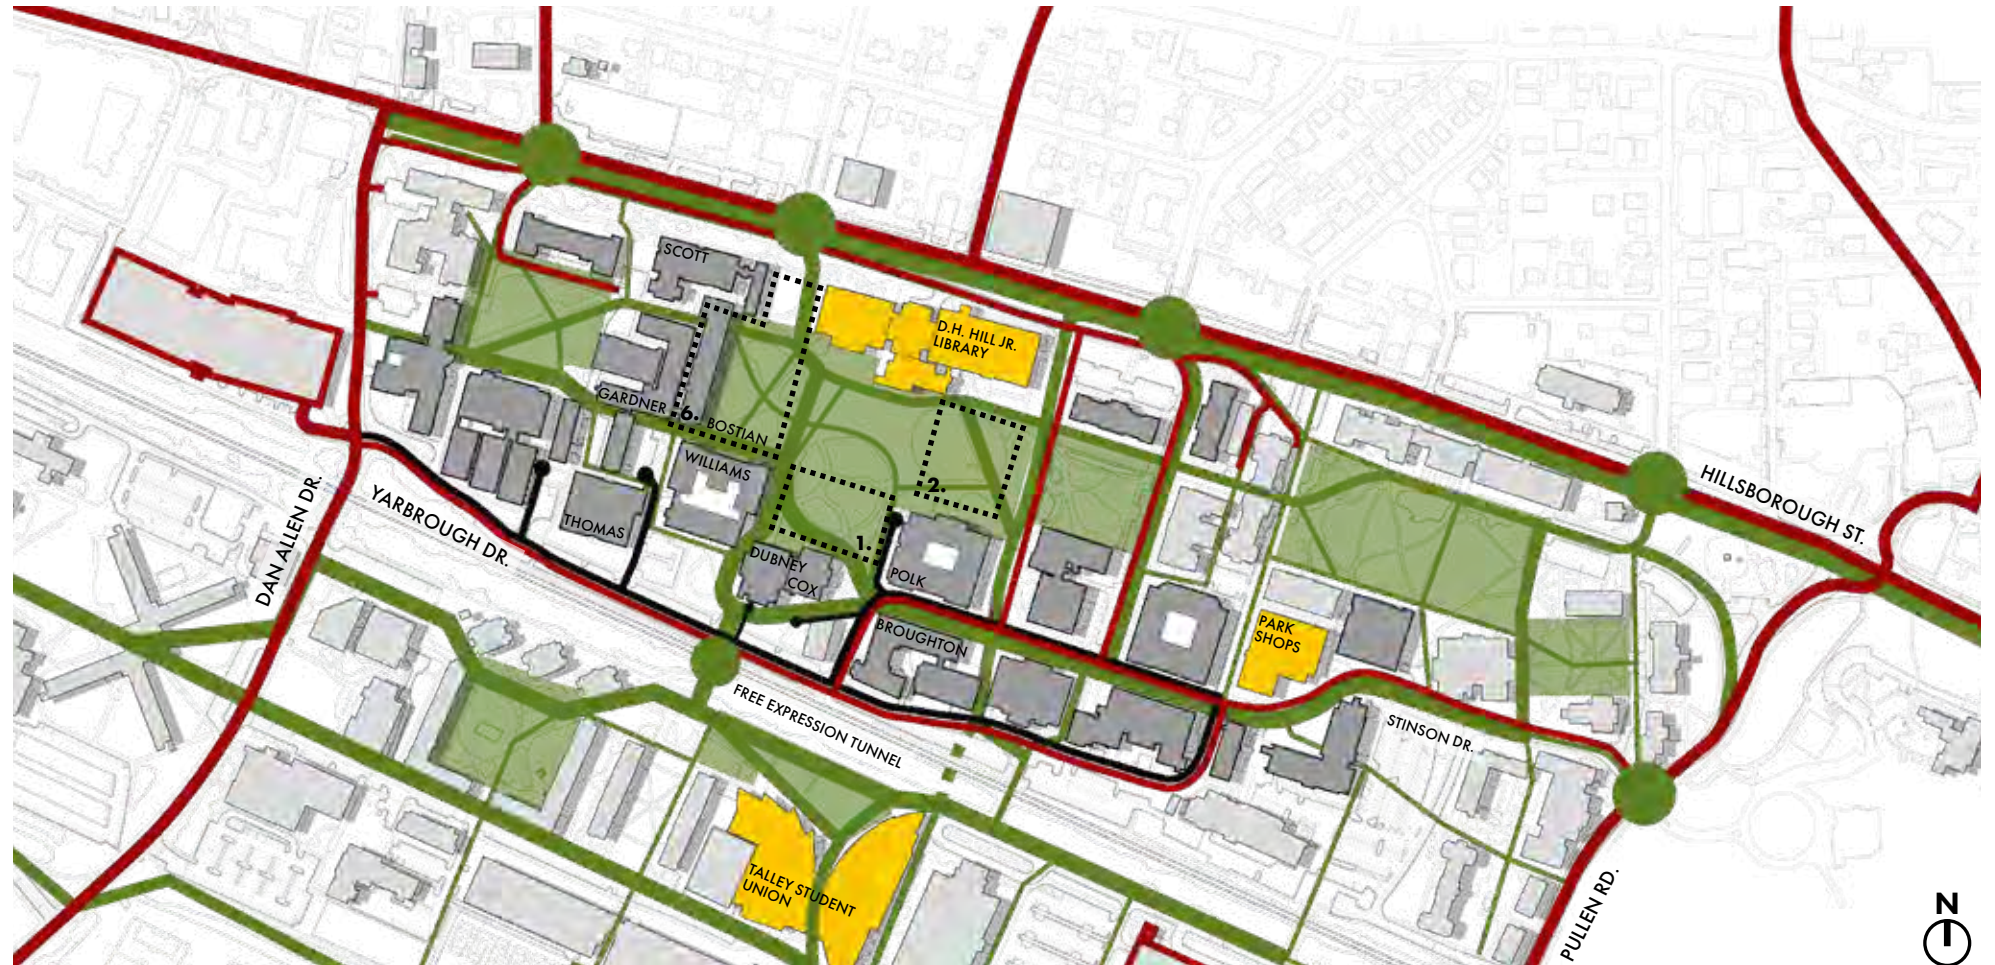 SCOTT
D.H. HILL JR.
LIBRARY
GARDNER
6.
BOSTIAN
WILLIAMS
2.
HILLSBOROUGH ST.
DAN ALLEN DR.
YARBROUGH DR.
THOMAS
1.
DUBNEY
COX
POLK
BROUGHTON
PARK
SHOPS
FREE EXPRESSION TUNNEL
STINSON DR.
TALLEY STUDENT
UNION
PULLEN RD.
N